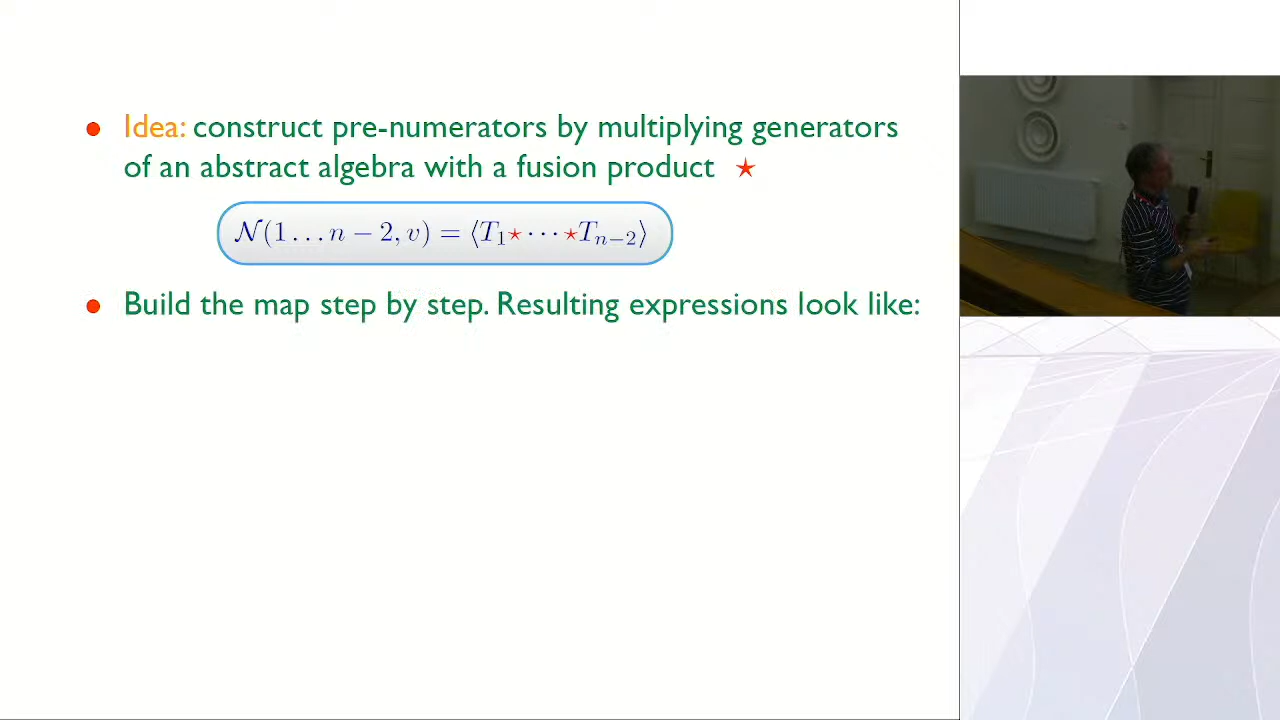 • Idea: construct pre-numerators by multiplying generators
of an abstract algebra with a fusion product ★
𝒩(1 … n − 2, v) = ⟨T₁★ ⋯ ★Tₙ₋₂⟩
• Build the map step by step. Resulting expressions look like: